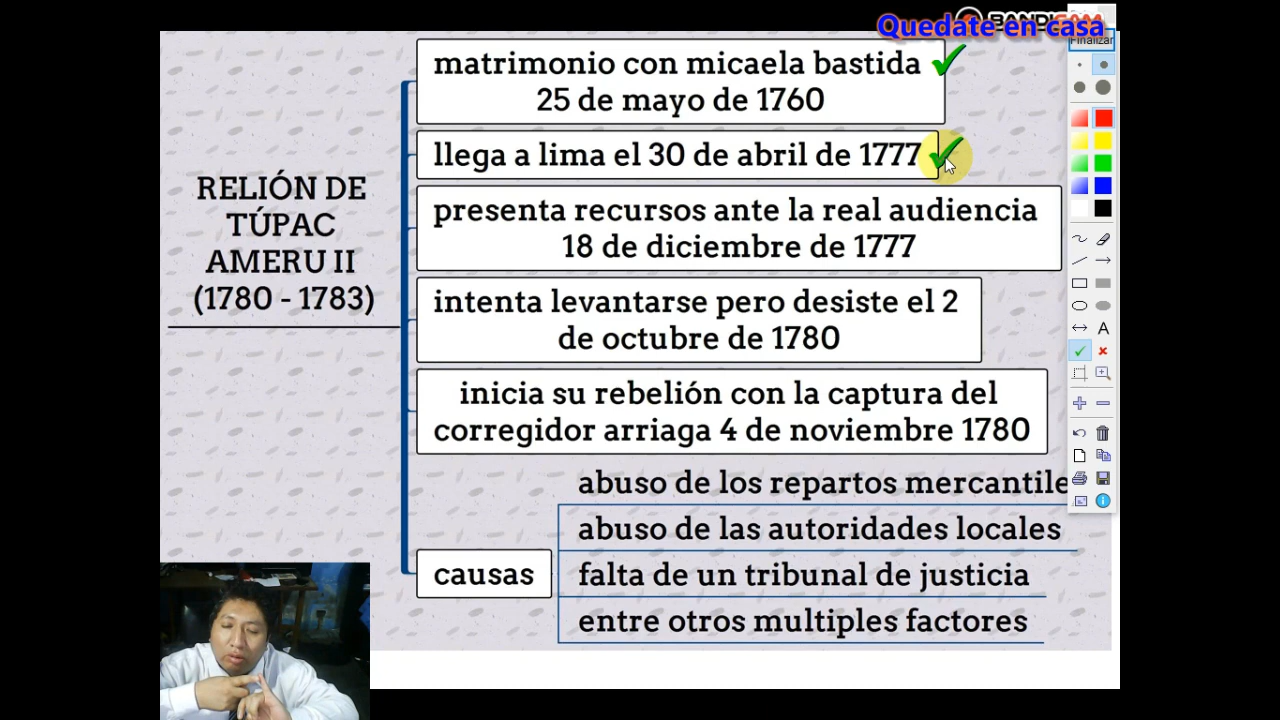 Quedate en casa
Finalizar
RELIÓN DE
TÚPAC
AMERU II
(1780 - 1783)
matrimonio con micaela bastida
25 de mayo de 1760
llega a lima el 30 de abril de 1777
presenta recursos ante la real audiencia
18 de diciembre de 1777
intenta levantarse pero desiste el 2
de octubre de 1780
inicia su rebelión con la captura del
corregidor arriaga 4 de noviembre 1780
causas
abuso de los repartos mercantile
abuso de las autoridades locales
falta de un tribunal de justicia
entre otros multiples factores
A